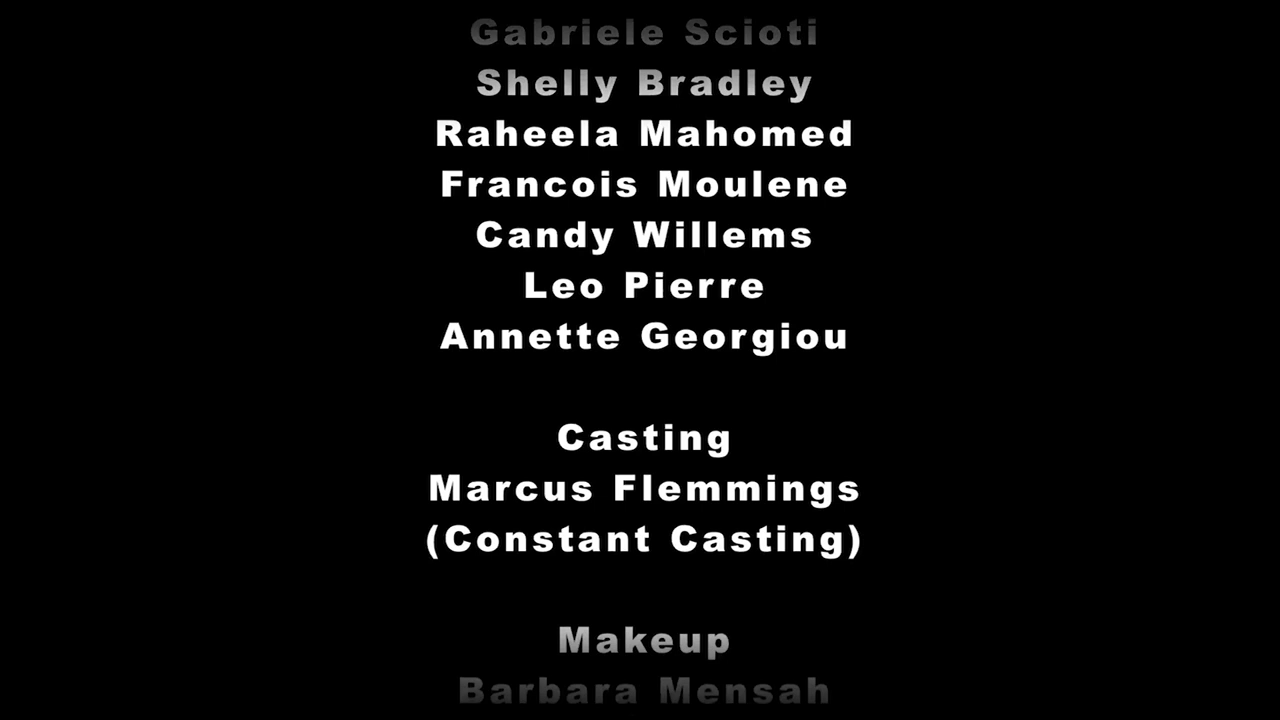 Gabriele Scioti
Shelly Bradley
Raheela Mahomed
Francois Moulene
Candy Willems
Leo Pierre
Annette Georgiou
Casting
Marcus Flemmings
(Constant Casting)
Makeup
Barbara Mensah